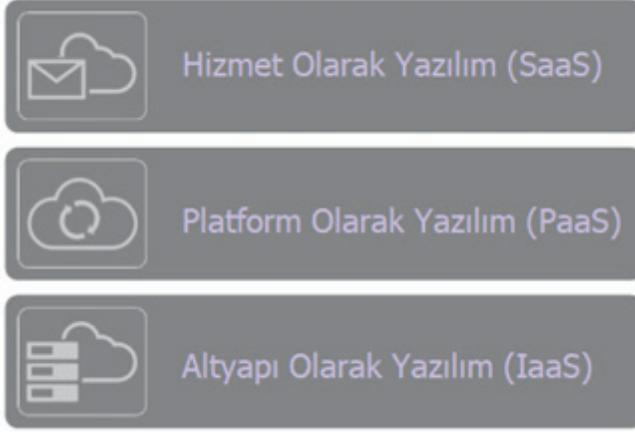 Hizmet Olarak Yazılım (SaaS)
Platform Olarak Yazılım (PaaS)
Altyapı Olarak Yazılım (IaaS)